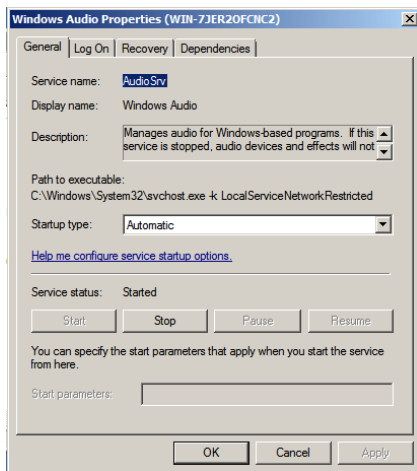 Windows Audio Properties (WIN-7JER2OFCNC2)
General Log On Recovery Dependencies
Service name: AudioSrv
Display name: Windows Audio
Description: Manages audio for Windows-based programs. If this
service is stopped, audio devices and effects will not
Path to executable:
C:\Windows\System32\svchost.exe -k LocalServiceNetworkRestricted
Startup type: Automatic
Help me configure service startup options.
Service status: Started
Start Stop Pause Resume
You can specify the start parameters that apply when you start the service
from here.
Start parameters:
OK Cancel Apply